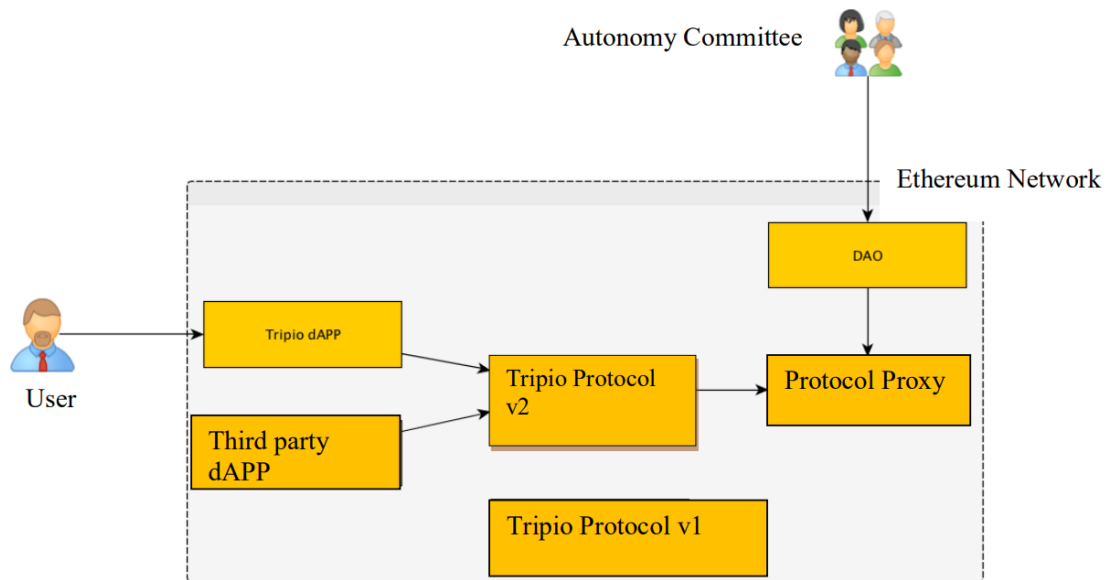 Autonomy Committee
Ethereum Network
DAO
Tripio dAPP
User
Tripio Protocol
v2
Protocol Proxy
Third party
dAPP
Tripio Protocol v1